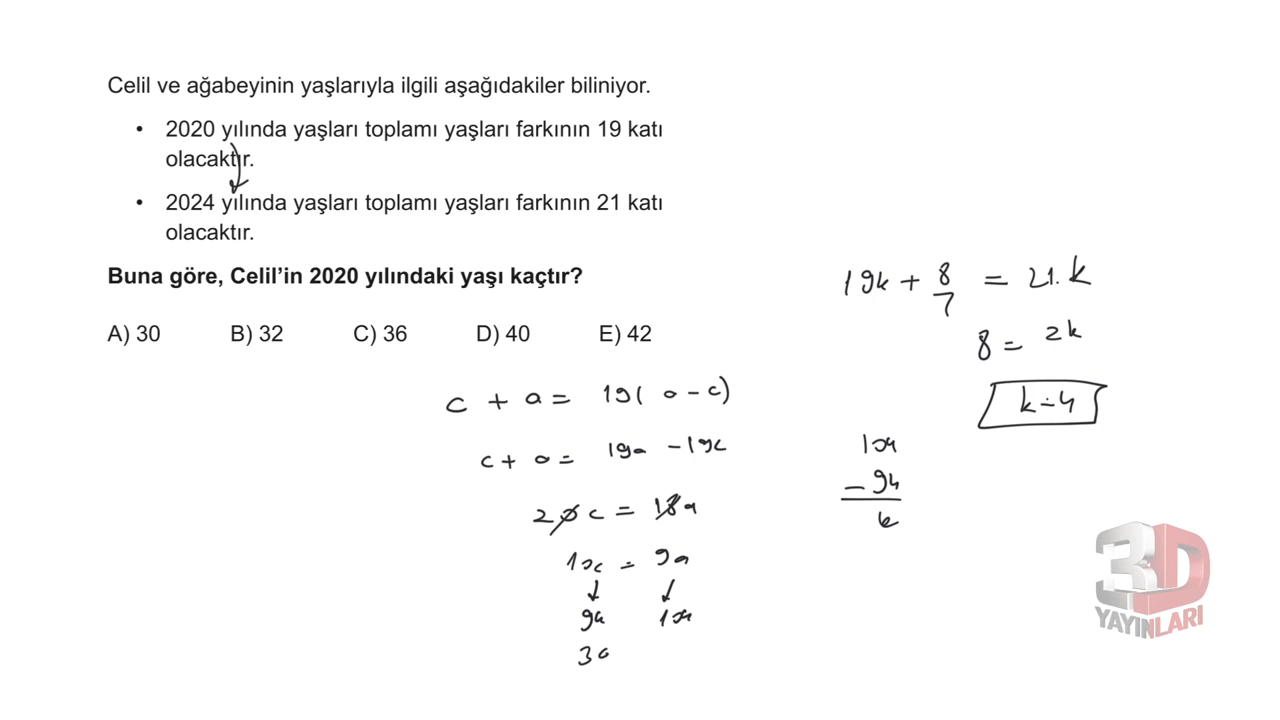 Celil ve ağabeyinin yaşlarıyla ilgili aşağıdakiler biliniyor.
• 2020 yılında yaşları toplamı yaşları farkının 19 katı
olacaktır.
• 2024 yılında yaşları toplamı yaşları farkının 21 katı
olacaktır.
Buna göre, Celil'in 2020 yılındaki yaşı kaçtır?
A) 30 B) 32 C) 36 D) 40 E) 42
19k + 8 = 21.k
7
8 = 2k
k=4
c + a = 19( a - c)
c + a = 19a - 19c
20c = 18a
10c = 9a
9k 10k
36
10k
- 9k
k
3D
YAYINLARI